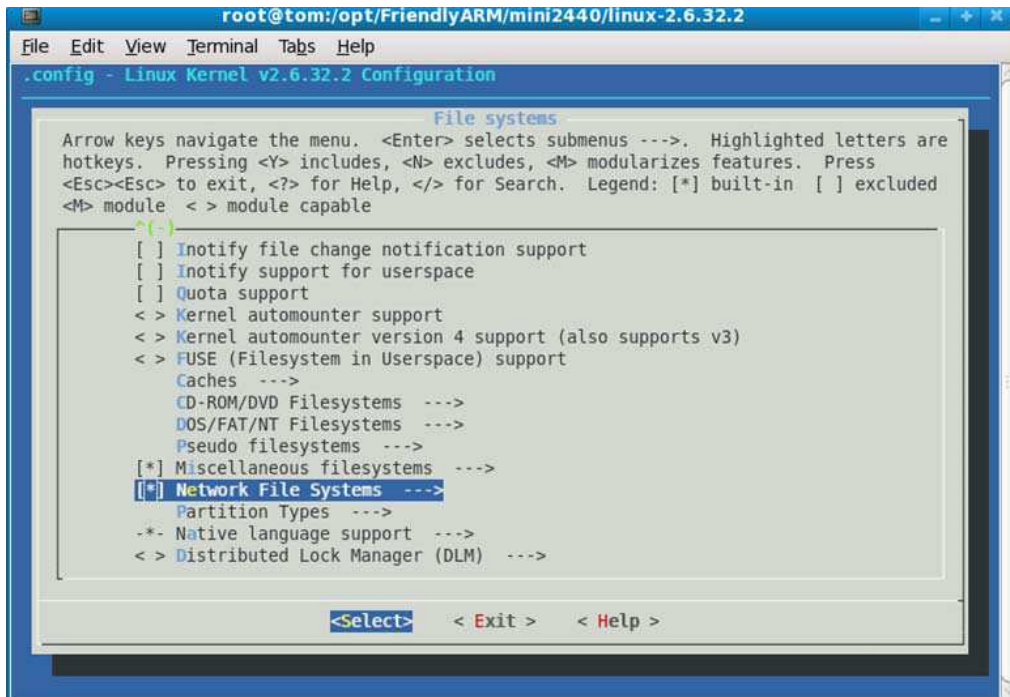 root@tom:/opt/FriendlyARM/mini2440/linux-2.6.32.2
File Edit View Terminal Tabs Help
.config - Linux Kernel v2.6.32.2 Configuration
File systems
Arrow keys navigate the menu. <Enter> selects submenus --->. Highlighted letters are
hotkeys. Pressing <Y> includes, <N> excludes, <M> modularizes features. Press
<Esc><Esc> to exit, <?> for Help, </> for Search. Legend: [*] built-in [ ] excluded
<M> module < > module capable
^(-)
[ ] Inotify file change notification support
[ ] Inotify support for userspace
[ ] Quota support
< > Kernel automounter support
< > Kernel automounter version 4 support (also supports v3)
< > FUSE (Filesystem in Userspace) support
Caches --->
CD-ROM/DVD Filesystems --->
DOS/FAT/NT Filesystems --->
Pseudo filesystems --->
[*] Miscellaneous filesystems --->
[*] Network File Systems --->
Partition Types --->
-*- Native language support --->
< > Distributed Lock Manager (DLM) --->
<Select> < Exit > < Help >